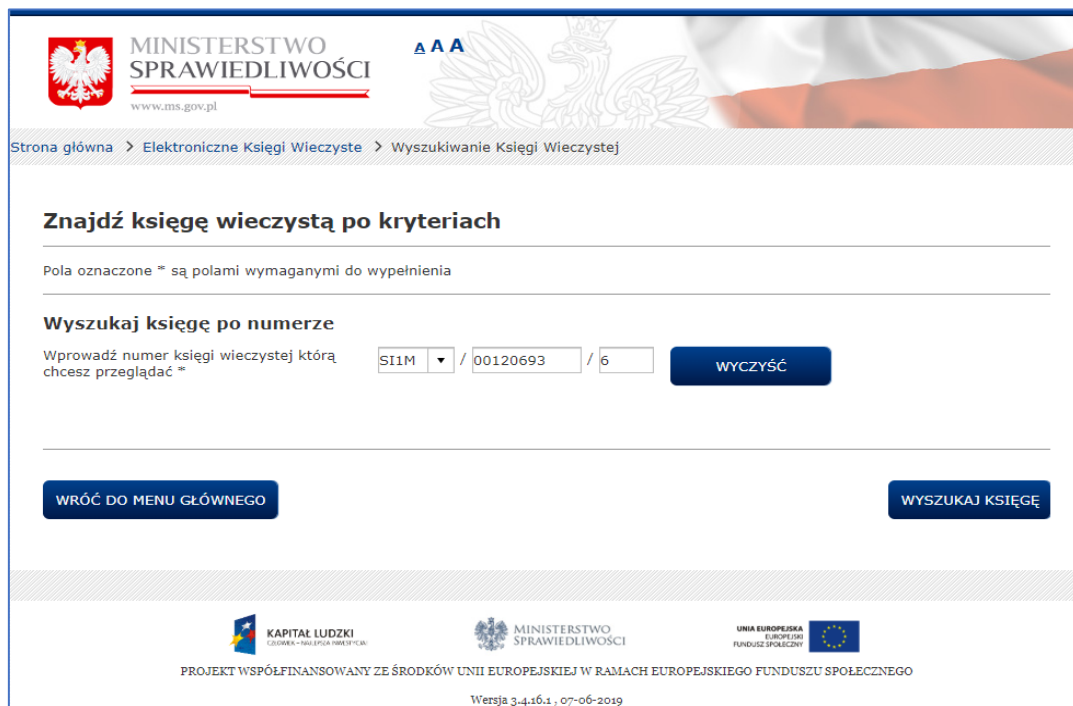 MINISTERSTWO
SPRAWIEDLIWOŚCI
www.ms.gov.pl
A A A
Strona główna > Elektroniczne Księgi Wieczyste > Wyszukiwanie Księgi Wieczystej
Znajdź księgę wieczystą po kryteriach
Pola oznaczone * są polami wymaganymi do wypełnienia
Wyszukaj księgę po numerze
Wprowadź numer księgi wieczystej którą
chcesz przeglądać *
SI1M / 00120693 / 6
WYCZYŚĆ
WRÓĆ DO MENU GŁÓWNEGO
WYSZUKAJ KSIĘGĘ
KAPITAŁ LUDZKI
CZŁOWIEK – NAJLEPSZA INWESTYCJA!
MINISTERSTWO
SPRAWIEDLIWOŚCI
UNIA EUROPEJSKA
EUROPEJSKI
FUNDUSZ SPOŁECZNY
PROJEKT WSPÓŁFINANSOWANY ZE ŚRODKÓW UNII EUROPEJSKIEJ W RAMACH EUROPEJSKIEGO FUNDUSZU SPOŁECZNEGO
Wersja 3.4.16.1 , 07-06-2019